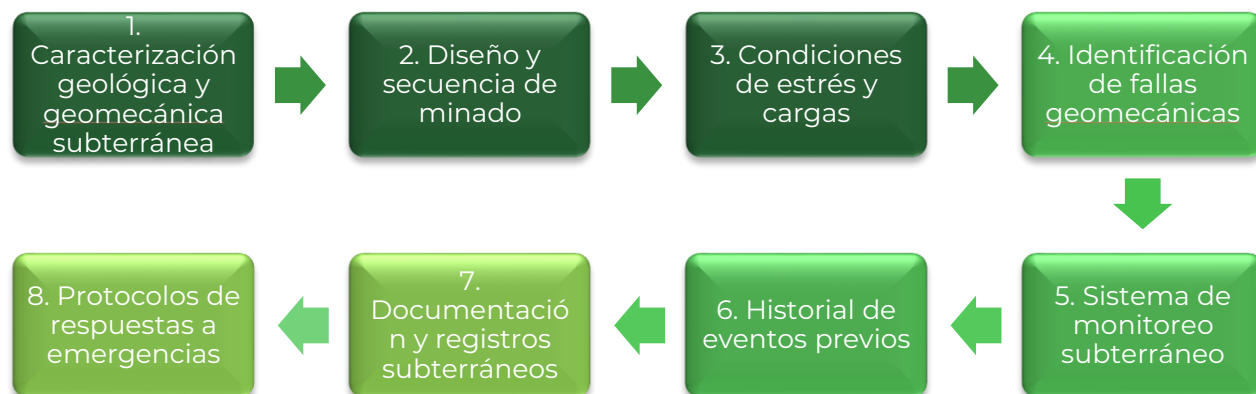 1.
Caracterización
geológica y
geomecánica
subterránea
2. Diseño y
secuencia de
minado
3. Condiciones
de estrés y
cargas
4. Identificación
de fallas
geomecánicas
5. Sistema de
monitoreo
subterráneo
6. Historial de
eventos previos
7.
Documentació
n y registros
subterráneos
8. Protocolos de
respuestas a
emergencias